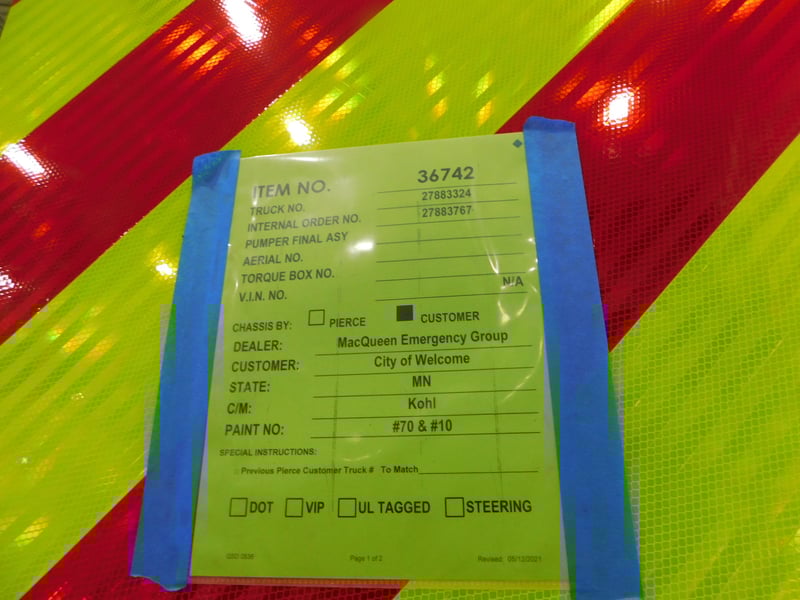 ITEM NO. 36742
TRUCK NO. 27883324
INTERNAL ORDER NO. 27883767
PUMPER FINAL ASY
AERIAL NO.
TORQUE BOX NO.
V.I.N. NO. N/A
CHASSIS BY: PIERCE CUSTOMER
DEALER: MacQueen Emergency Group
CUSTOMER: City of Welcome
STATE: MN
C/M: Kohl
PAINT NO: #70 & #10
SPECIAL INSTRUCTIONS:
Previous Pierce Customer Truck # To Match
DOT VIP UL TAGGED STEERING
Page 1 of 2 Revised: 08/12/2021